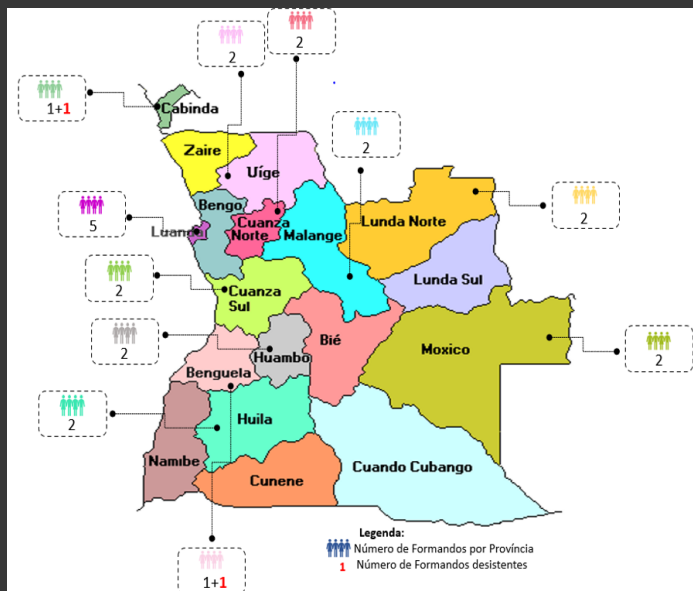 2
2
1+1
Cabinda
2
Zaire
Uíge
5
Bengo
2
Luanda
Cuanza
Norte
Malange
Lunda Norte
Lunda Sul
2
Cuanza
Sul
2
Huambo
Bié
Moxico
2
Benguela
2
Huila
Namibe
Cunene
Cuando Cubango
1+1
Legenda:
Número de Formandos por Província
1 Número de Formandos desistentes